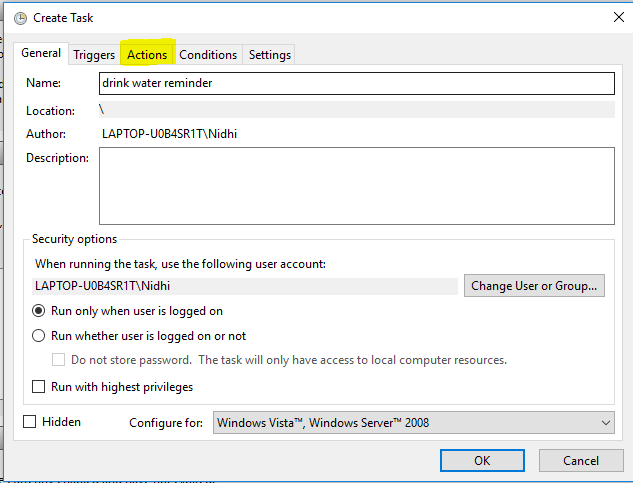 Create Task
General Triggers Actions Conditions Settings
Name: drink water reminder
Location: \
Author: LAPTOP-U0B4SR1T\Nidhi
Description:
Security options
When running the task, use the following user account:
LAPTOP-U0B4SR1T\Nidhi Change User or Group...
Run only when user is logged on
Run whether user is logged on or not
Do not store password. The task will only have access to local computer resources.
Run with highest privileges
Hidden Configure for: Windows Vista™, Windows Server™ 2008
OK Cancel